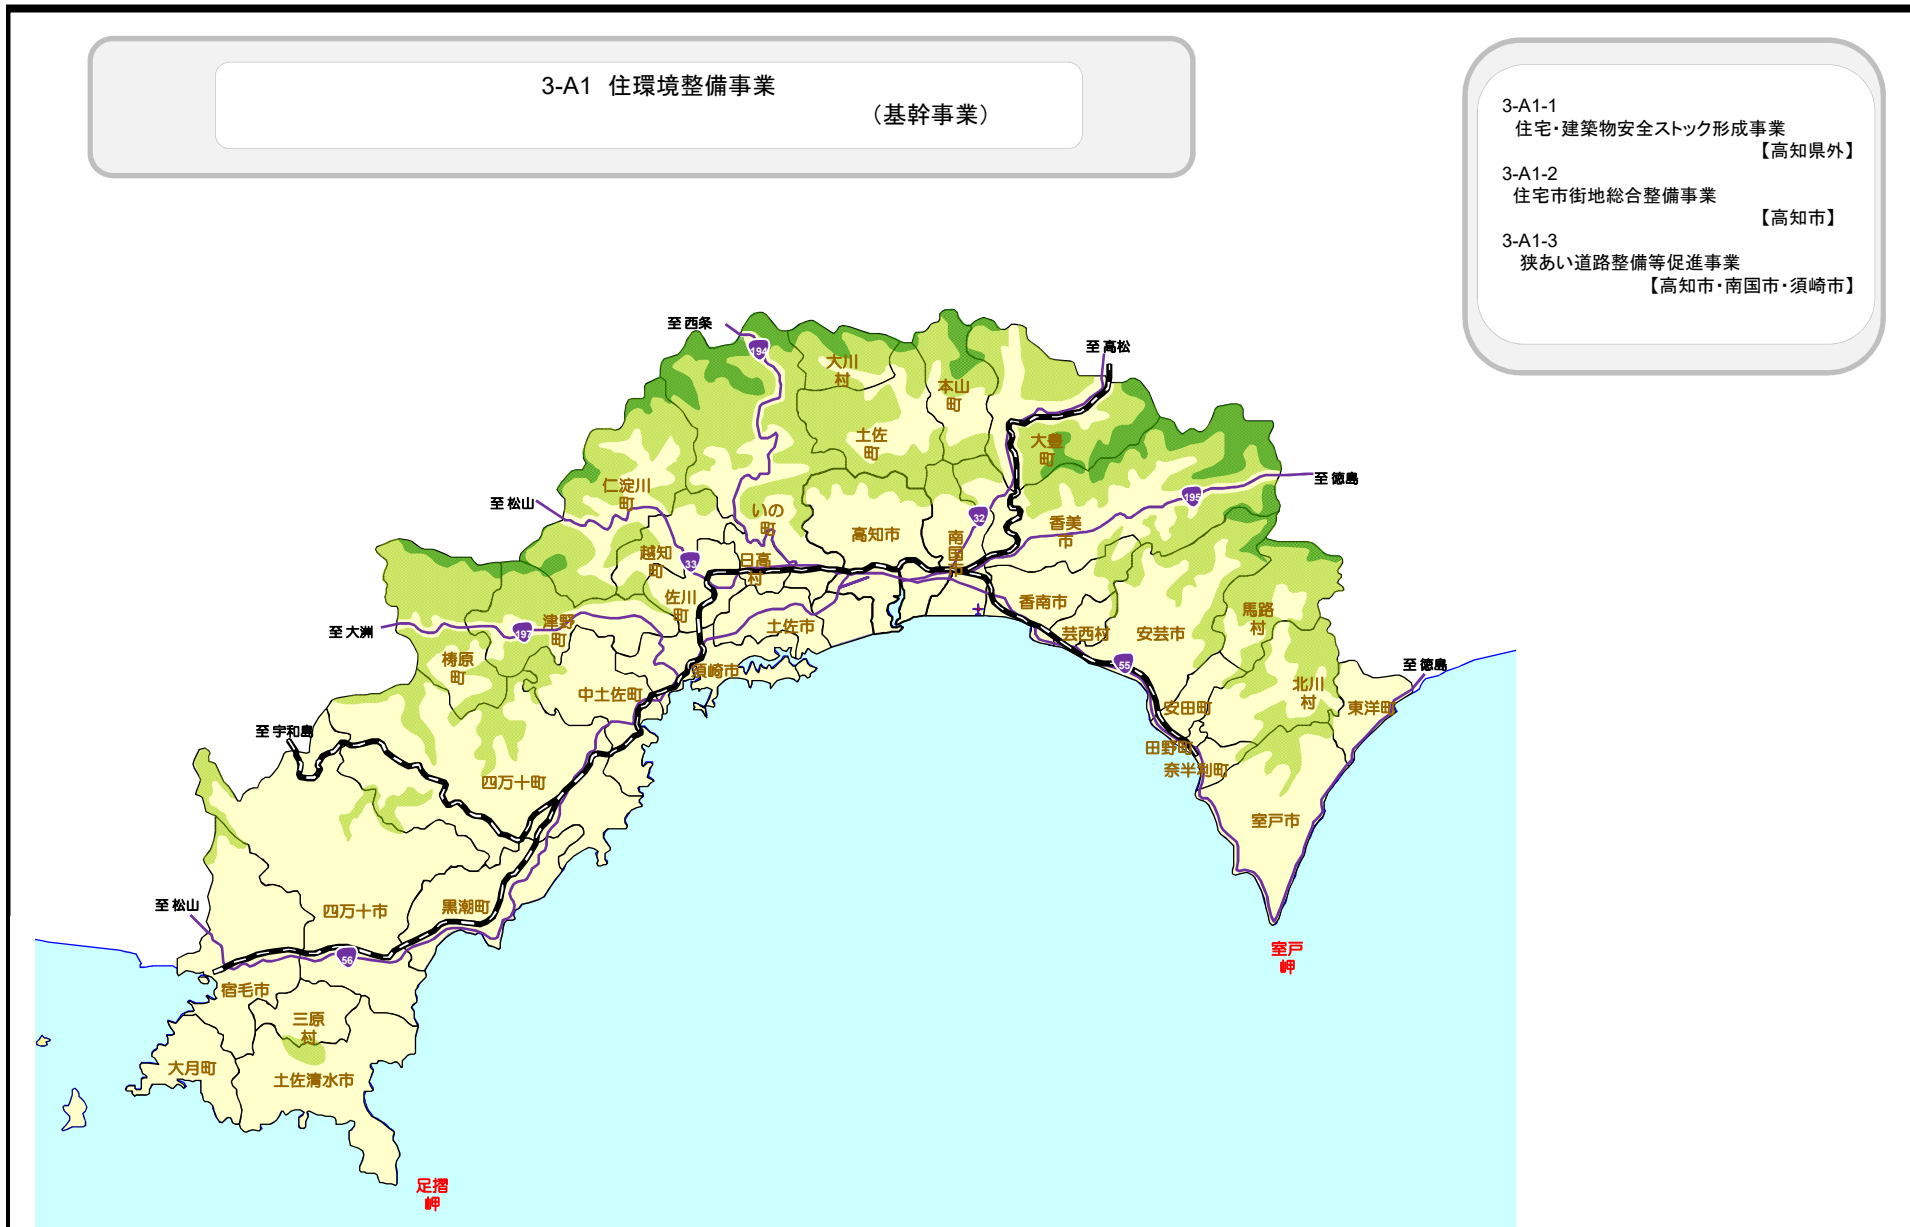 3-A1 住環境整備事業
（基幹事業）
3-A1-1
住宅・建築物安全ストック形成事業
【高知県外】
3-A1-2
住宅市街地総合整備事業
【高知市】
3-A1-3
狭あい道路整備等促進事業
【高知市・南国市・須崎市】
至 西条
194
大川
村
至 高松
本山
町
土佐
町
大豊
町
至 徳島
195
仁淀川
町
至 松山
いの
町
高知市
32
南
国
市
香美
市
越知
町
33
日高
村
佐川
町
香南市
馬路
村
津野
町
197
至 大洲
土佐市
芸西村
安芸市
梼原
町
須崎市
55
至 徳島
中土佐町
北川
村
安田町
東洋町
至 宇和島
田野町
奈半利町
四万十町
室戸市
至 松山
四万十市
黒潮町
56
室戸
岬
宿毛市
三原
村
大月町
土佐清水市
足摺
岬